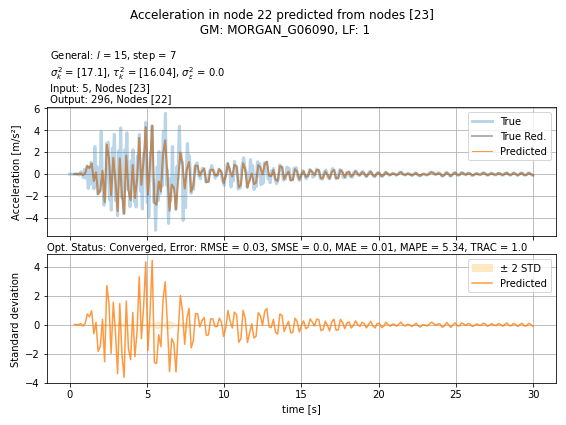 Acceleration in node 22 predicted from nodes [23]
GM: MORGAN_G06090, LF: 1
General: l = 15, step = 7
σ²ₖ = [17.1], τ²ₖ = [16.04], σ²ε = 0.0
Input: 5, Nodes [23]
Output: 296, Nodes [22]
Acceleration [m/s²]
6
4
2
0
−2
−4
True
True Red.
Predicted
Opt. Status: Converged, Error: RMSE = 0.03, SMSE = 0.0, MAE = 0.01, MAPE = 5.34, TRAC = 1.0
Standard deviation
4
2
0
−2
−4
± 2 STD
Predicted
0 5 10 15 20 25 30
time [s]